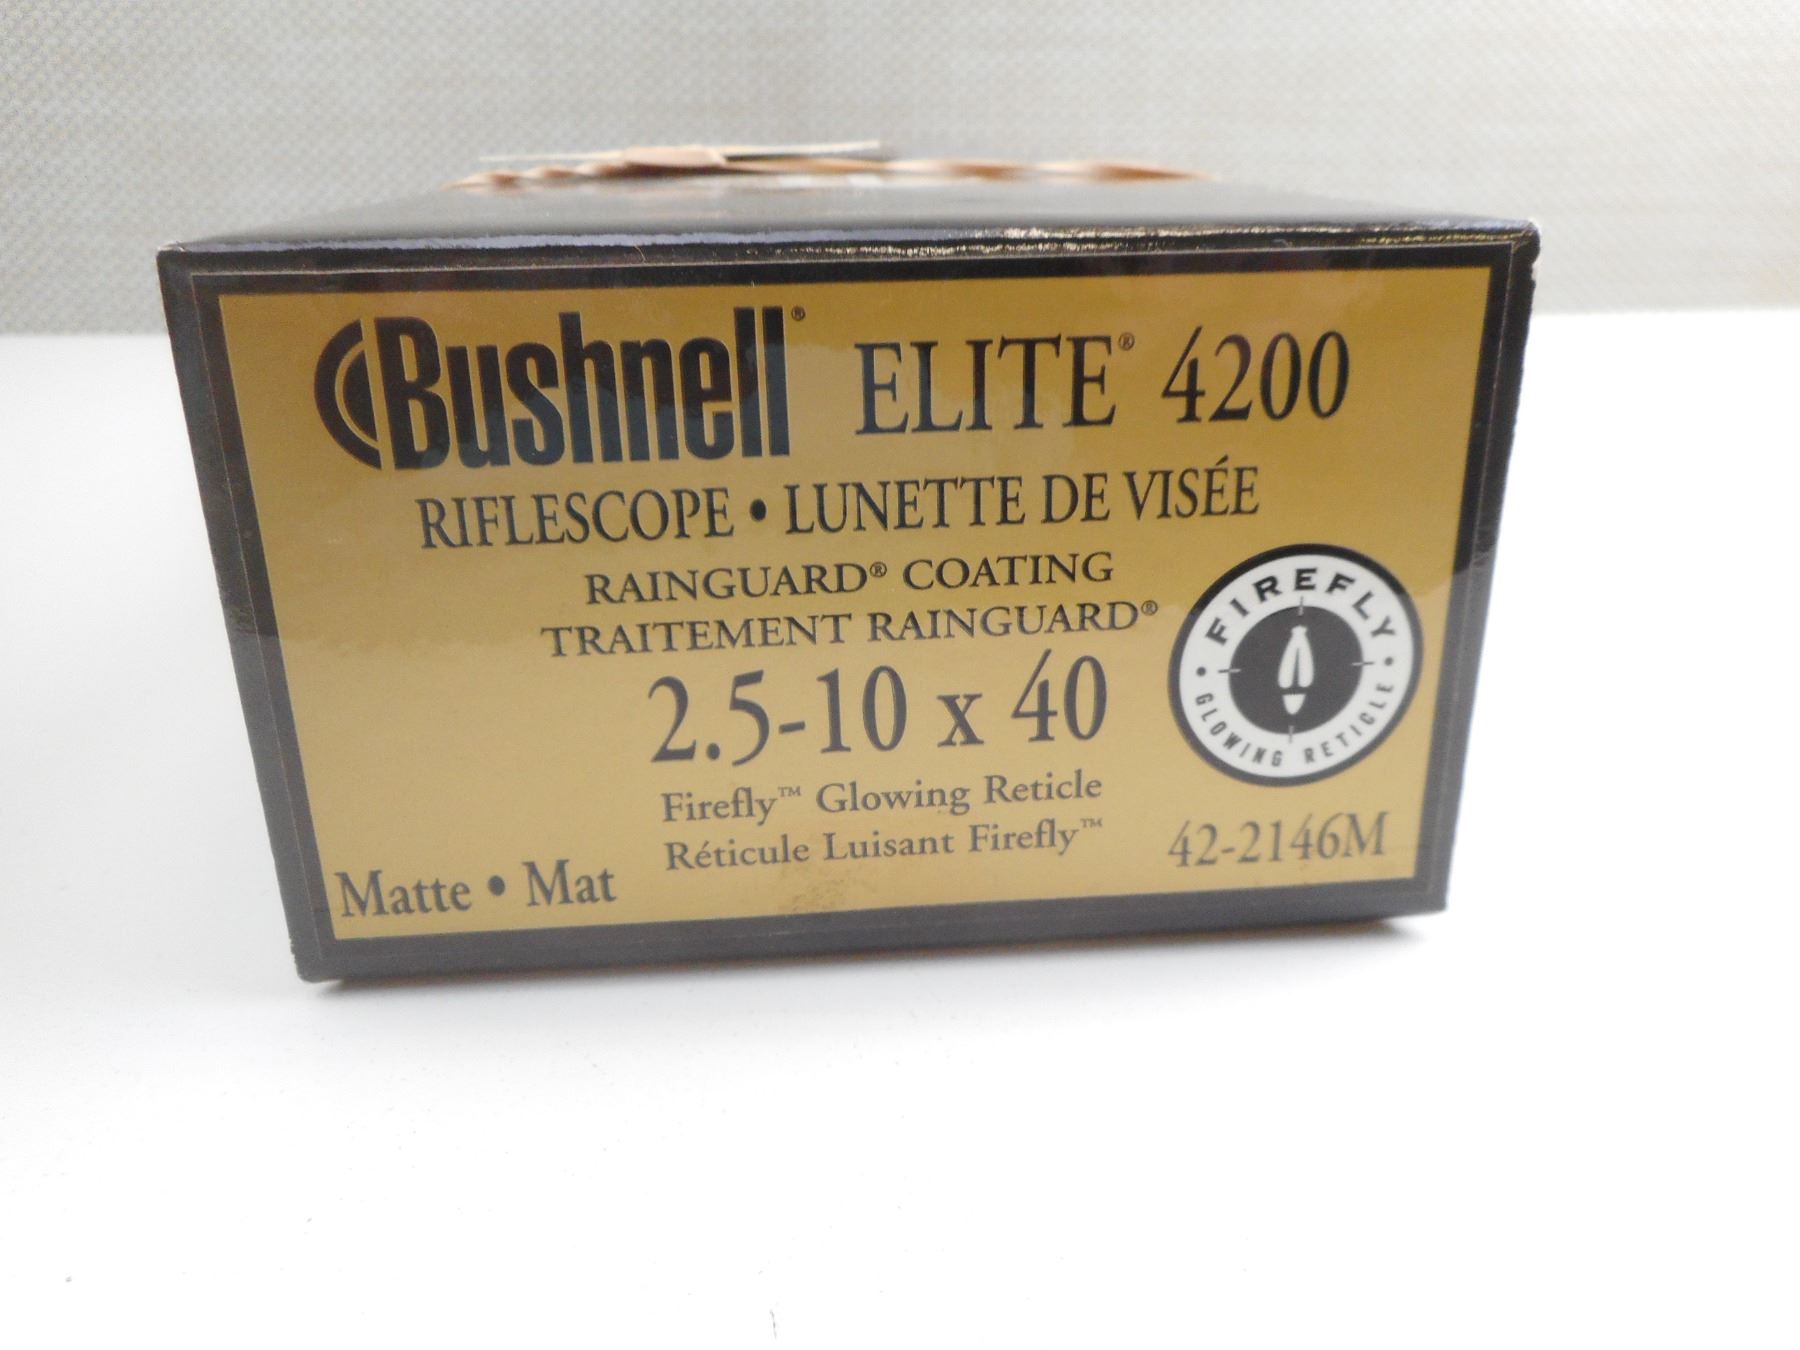 Bushnell® ELITE® 4200
RIFLESCOPE • LUNETTE DE VISÉE
RAINGUARD® COATING
TRAITEMENT RAINGUARD®
2.5-10 x 40
Firefly™ Glowing Reticle
Réticule Luisant Firefly™
Matte • Mat
42-2146M
FIREFLY
• GLOWING RETICLE •